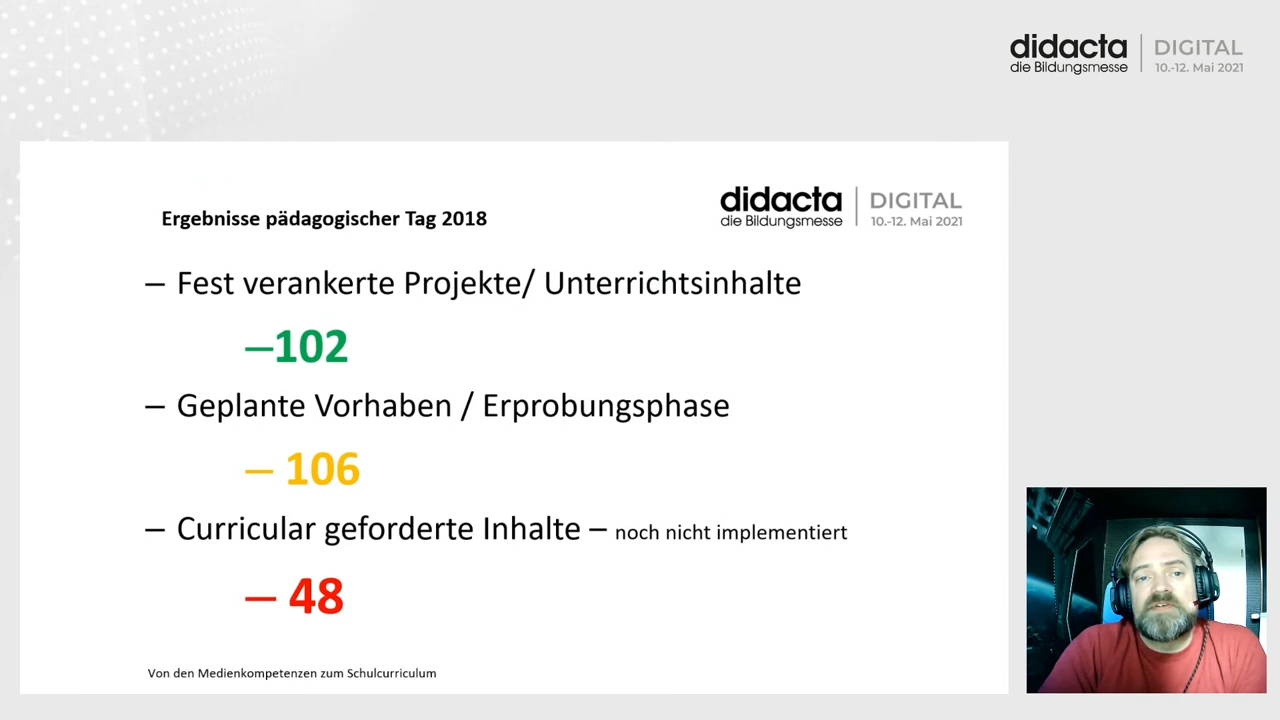 didacta DIGITAL
die Bildungsmesse 10.-12. Mai 2021
didacta DIGITAL
die Bildungsmesse 10.-12. Mai 2021
Ergebnisse pädagogischer Tag 2018
– Fest verankerte Projekte/ Unterrichtsinhalte
–102
– Geplante Vorhaben / Erprobungsphase
– 106
– Curricular geforderte Inhalte – noch nicht implementiert
– 48
Von den Medienkompetenzen zum Schulcurriculum